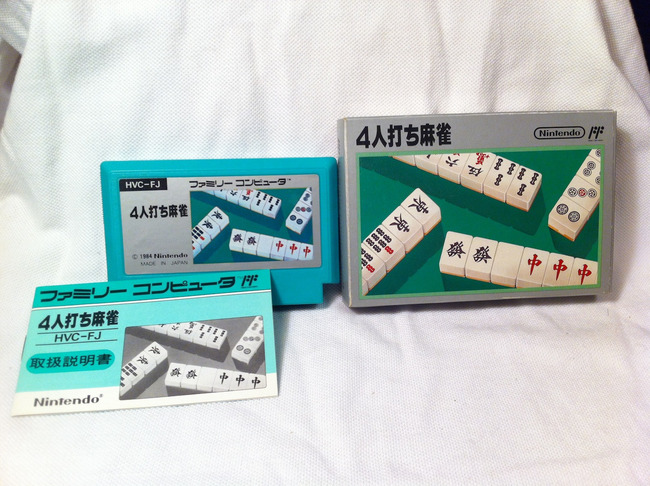 4人打ち麻雀
Nintendo
HVC-FJ
ファミリー コンピュータ™
4人打ち麻雀
© 1984 Nintendo
MADE IN JAPAN
ファミリー コンピュータ
4人打ち麻雀
HVC-FJ
取扱説明書
Nintendo®